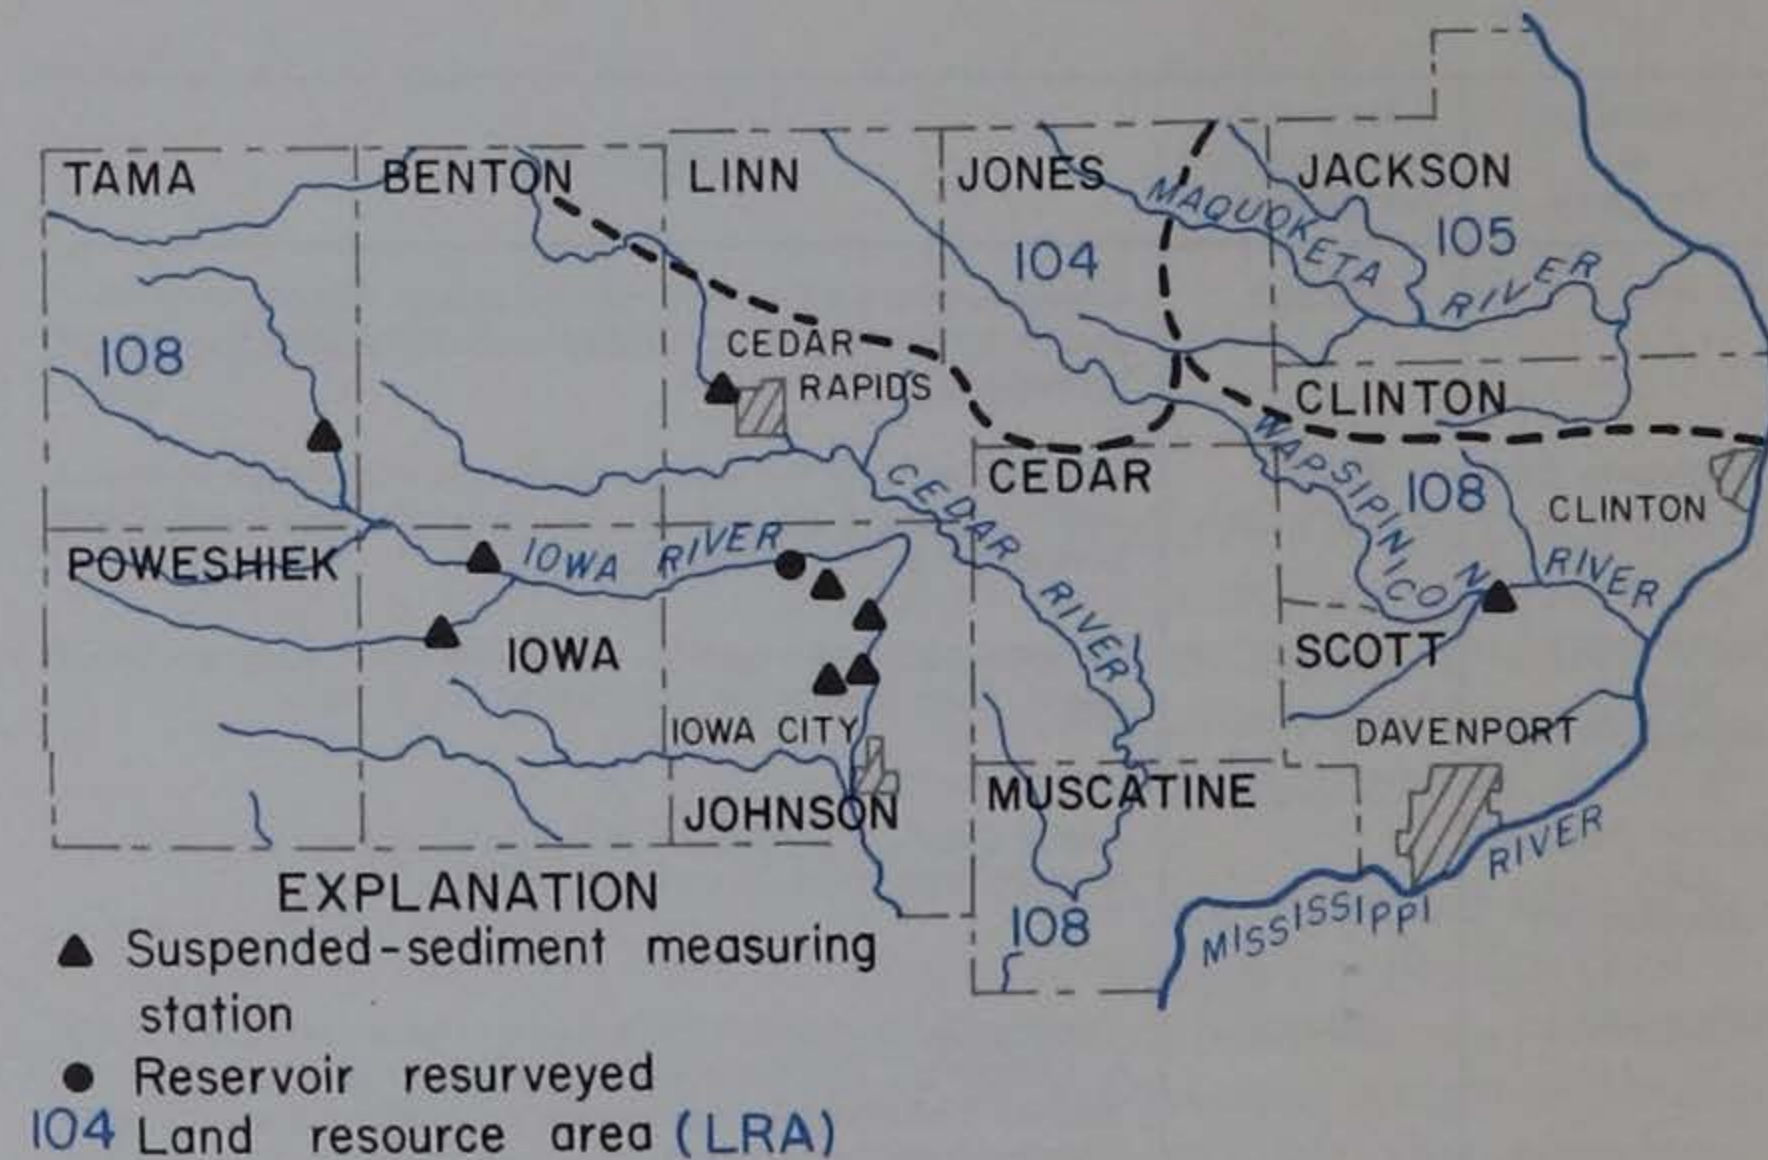 TAMA
BENTON
LINN
JONES
JACKSON
MAQUOKETA RIVER
104
105
108
CEDAR
RAPIDS
CLINTON
CEDAR
WAPSIPINICON RIVER
108
CLINTON
CEDAR RIVER
POWESHIEK
IOWA RIVER
IOWA
SCOTT
IOWA CITY
DAVENPORT
JOHNSON
MUSCATINE
108
MISSISSIPPI RIVER
EXPLANATION
Suspended-sediment measuring
station
Reservoir resurveyed
104 Land resource area (LRA)